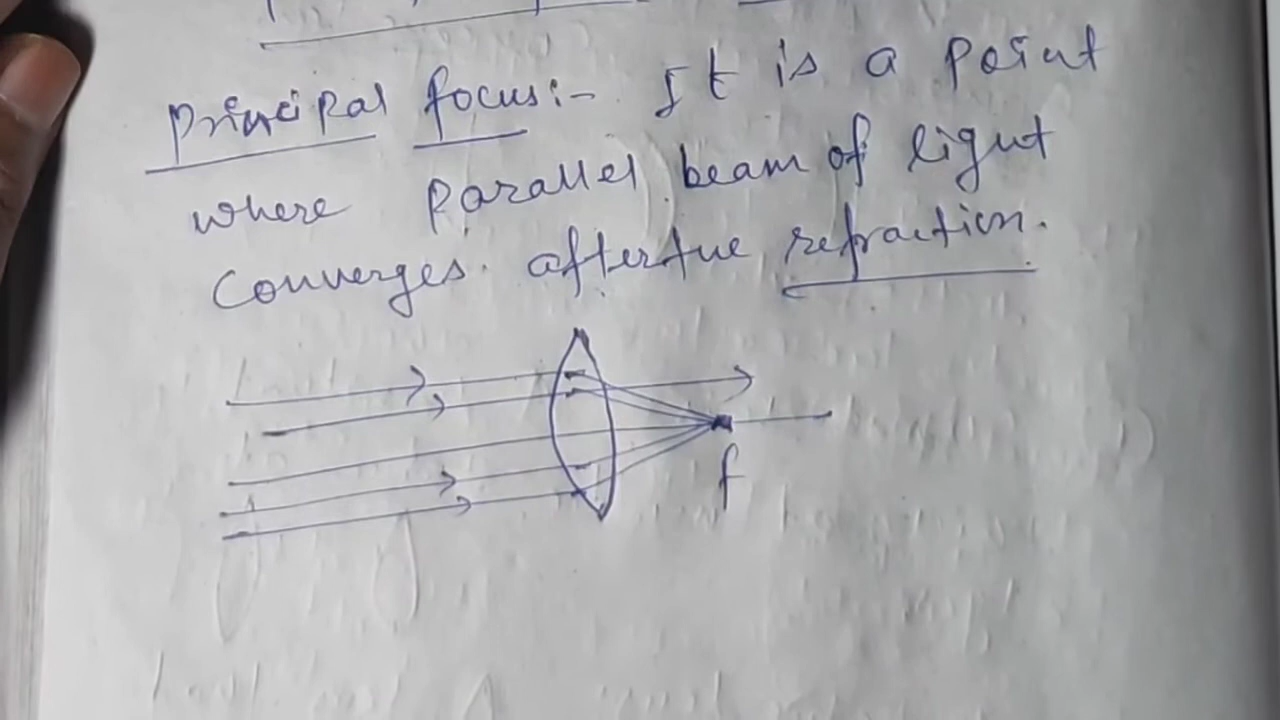 Principal focus:- It is a point
where parallel beam of light
converges. after the refraction.
f